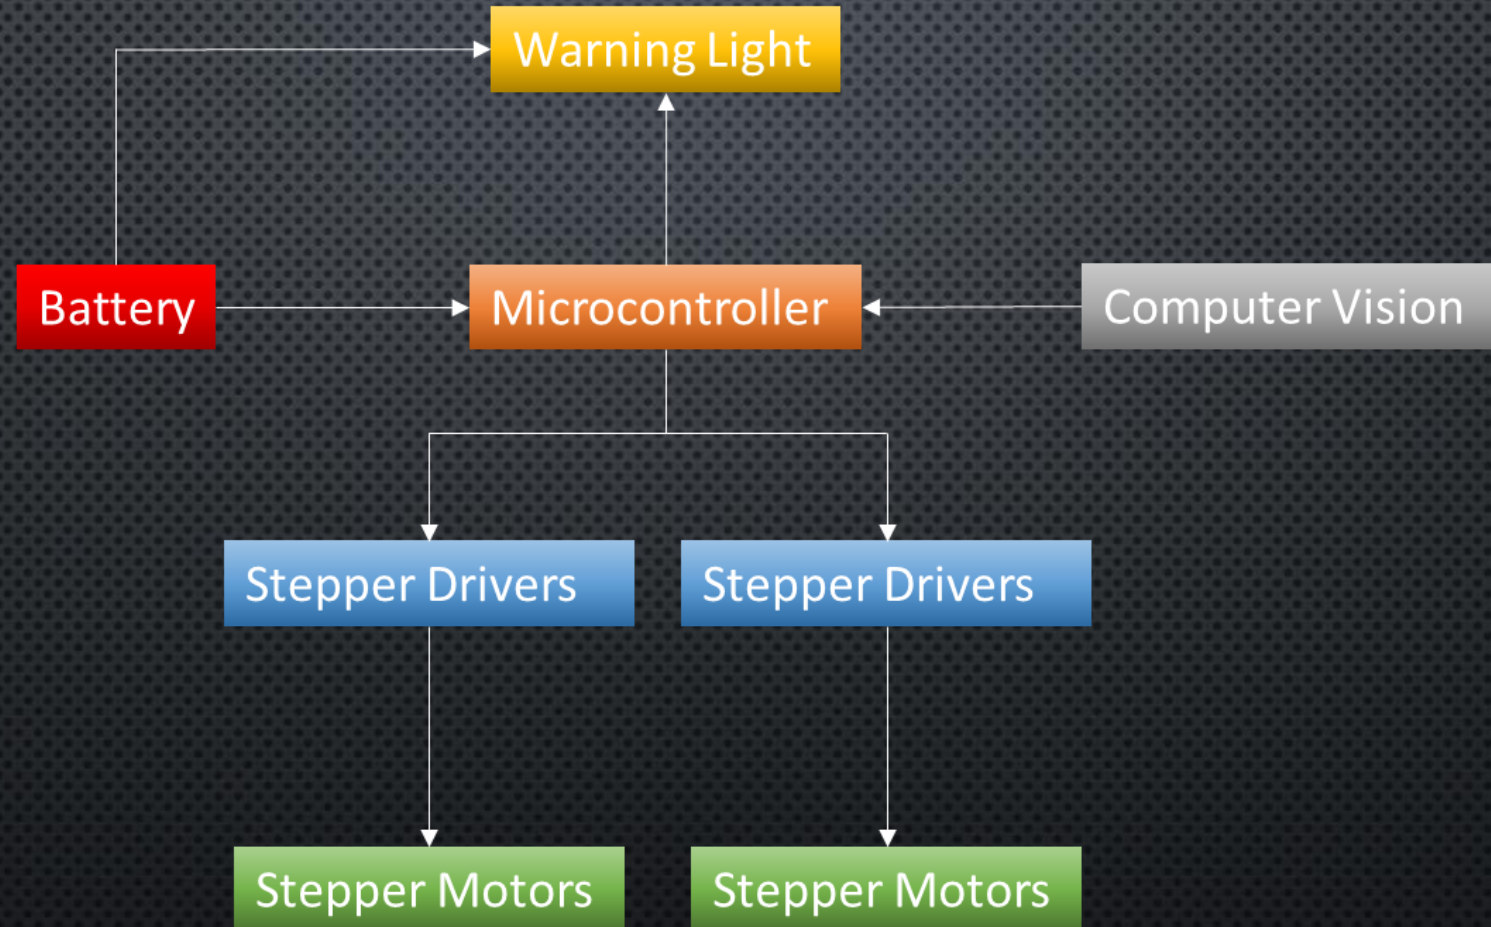 Warning Light
Battery
Microcontroller
Computer Vision
Stepper Drivers
Stepper Drivers
Stepper Motors
Stepper Motors